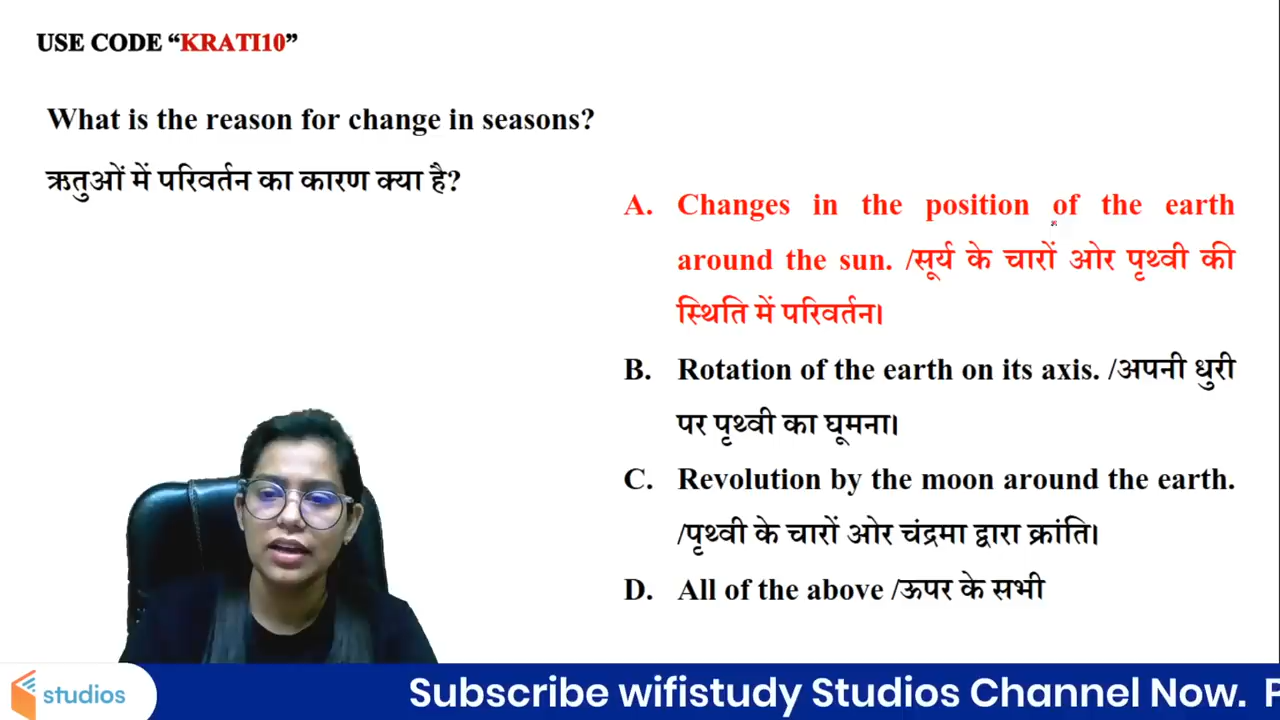 USE CODE “KRATI10”
What is the reason for change in seasons?
ऋतुओं में परिवर्तन का कारण क्या है?
A. Changes in the position of the earth
around the sun. /सूर्य के चारों ओर पृथ्वी की
स्थिति में परिवर्तन।
B. Rotation of the earth on its axis. /अपनी धुरी
पर पृथ्वी का घूमना।
C. Revolution by the moon around the earth.
/पृथ्वी के चारों ओर चंद्रमा द्वारा क्रांति।
D. All of the above /ऊपर के सभी
studios
Subscribe wifistudy Studios Channel Now.